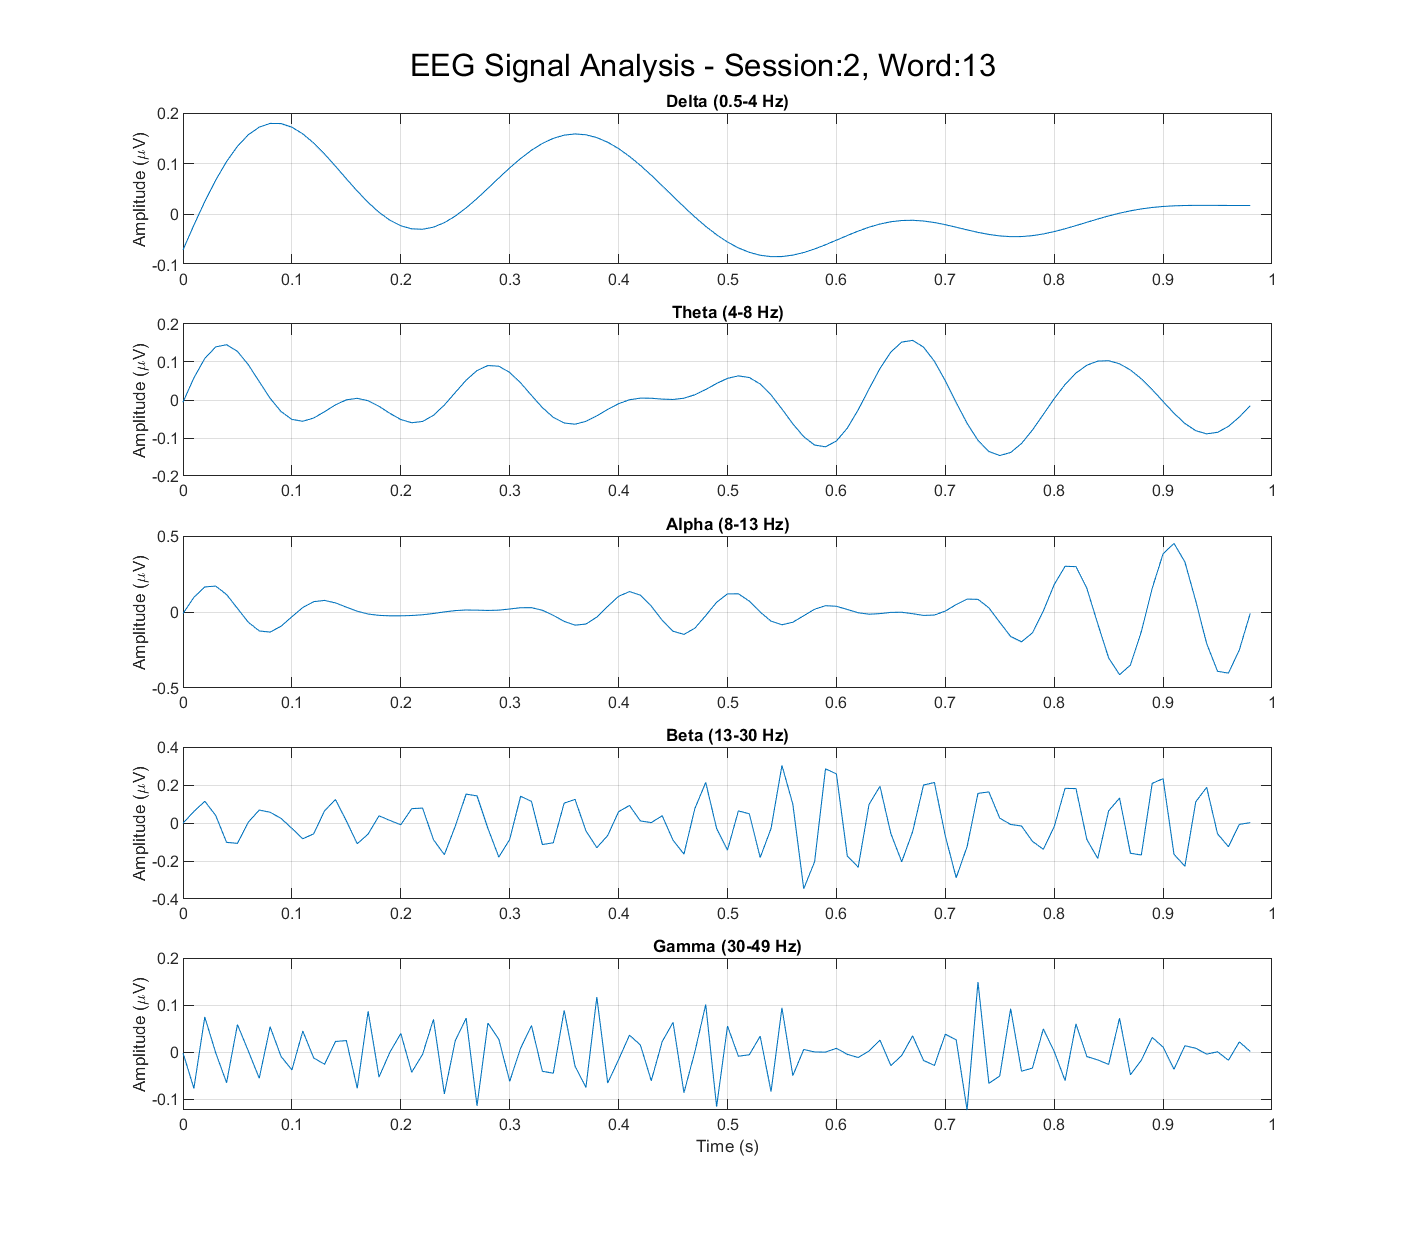 EEG Signal Analysis - Session:2, Word:13
Delta (0.5-4 Hz)
Amplitude (μV)
0.2
0.1
0
-0.1
0 0.1 0.2 0.3 0.4 0.5 0.6 0.7 0.8 0.9 1
Theta (4-8 Hz)
Amplitude (μV)
0.2
0.1
0
-0.1
-0.2
0 0.1 0.2 0.3 0.4 0.5 0.6 0.7 0.8 0.9 1
Alpha (8-13 Hz)
Amplitude (μV)
0.5
0
-0.5
0 0.1 0.2 0.3 0.4 0.5 0.6 0.7 0.8 0.9 1
Beta (13-30 Hz)
Amplitude (μV)
0.4
0.2
0
-0.2
-0.4
0 0.1 0.2 0.3 0.4 0.5 0.6 0.7 0.8 0.9 1
Gamma (30-49 Hz)
Amplitude (μV)
0.2
0.1
0
-0.1
0 0.1 0.2 0.3 0.4 0.5 0.6 0.7 0.8 0.9 1
Time (s)